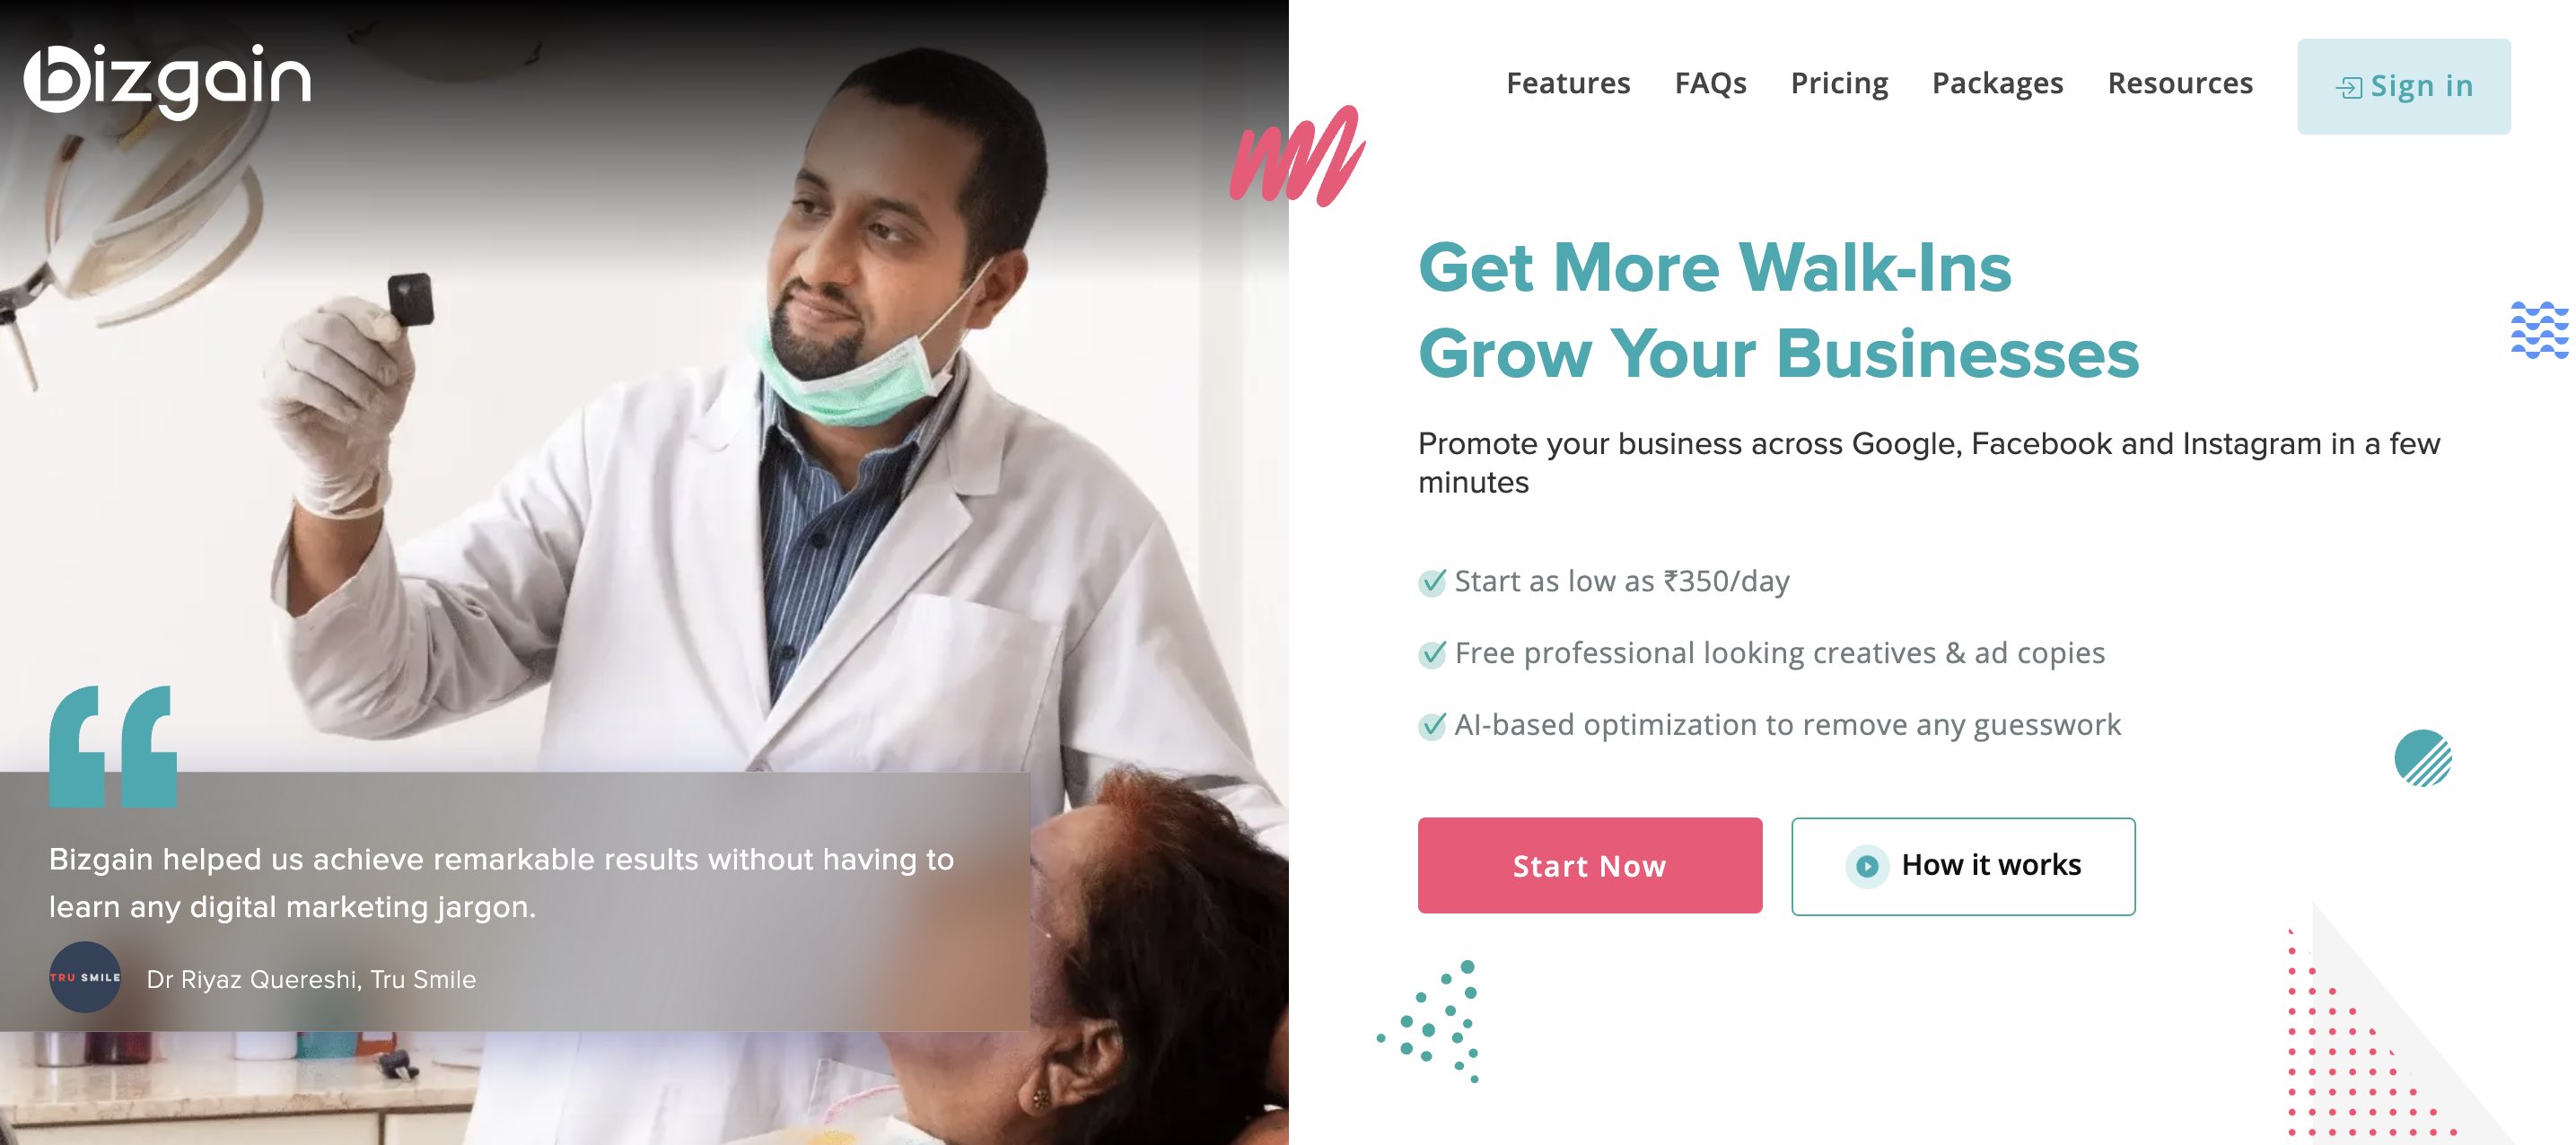 bizgain
Features FAQs Pricing Packages Resources Sign in
Get More Walk-Ins
Grow Your Businesses
Promote your business across Google, Facebook and Instagram in a few
minutes
Start as low as ₹350/day
Free professional looking creatives & ad copies
AI-based optimization to remove any guesswork
Start Now
How it works
Bizgain helped us achieve remarkable results without having to
learn any digital marketing jargon.
TRU SMILE
Dr Riyaz Quereshi, Tru Smile